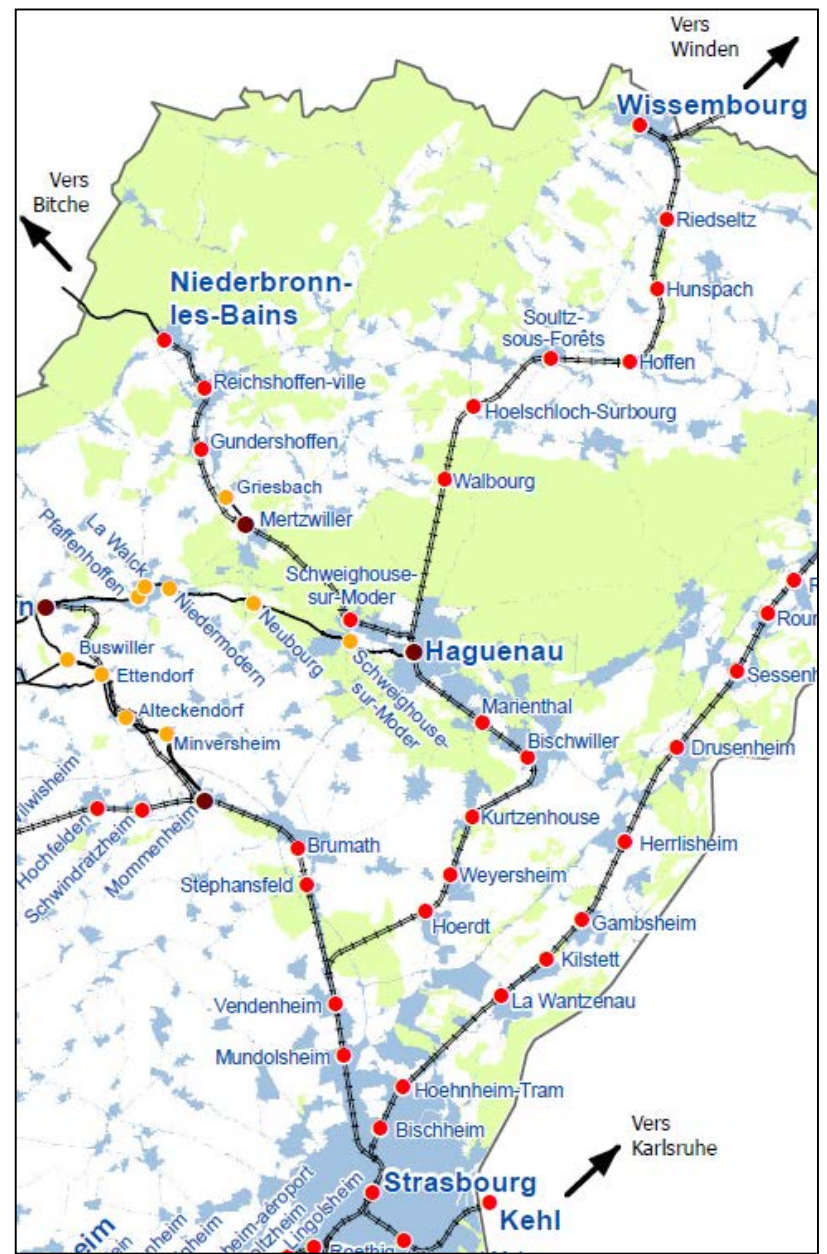 Vers
Winden
Wissembourg
Vers
Bitche
Riedseltz
Niederbronn-
les-Bains
Hunspach
Soultz-
sous-Forêts
Hoffen
Reichshoffen-ville
Hoelschloch-Surbourg
Gundershoffen
Walbourg
Griesbach
Mertzwiller
La Walck
Pfaffenhoffen
Schweighouse-
sur-Moder
Niedermodern
Neubourg
Haguenau
Schweighouse-
sur-Moder
Buswiller
Ettendorf
Sessenh
Marienthal
Alteckendorf
Minversheim
Bischwiller
Drusenheim
Kurtzenhouse
Hochfelden
Schwindratzheim
Mommenheim
Brumath
Herrlisheim
Stephansfeld
Weyersheim
Hoerdt
Gambsheim
Kilstett
La Wantzenau
Vendenheim
Mundolsheim
Hoehnheim-Tram
Bischheim
Vers
Karlsruhe
Strasbourg
Kehl
Lingolsheim